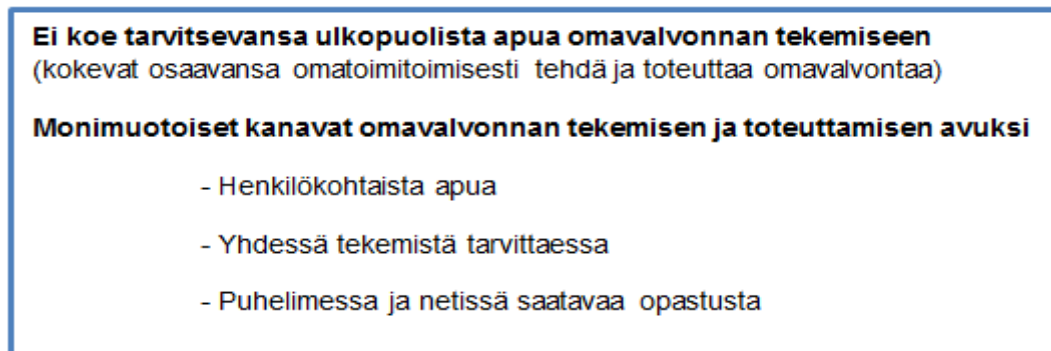 Ei koe tarvitsevansa ulkopuolista apua omavalvonnan tekemiseen
(kokevat osaavansa omatoimitoimisesti tehdä ja toteuttaa omavalvontaa)
Monimuotoiset kanavat omavalvonnan tekemisen ja toteuttamisen avuksi
- Henkilökohtaista apua
- Yhdessä tekemistä tarvittaessa
- Puhelimessa ja netissä saatavaa opastusta